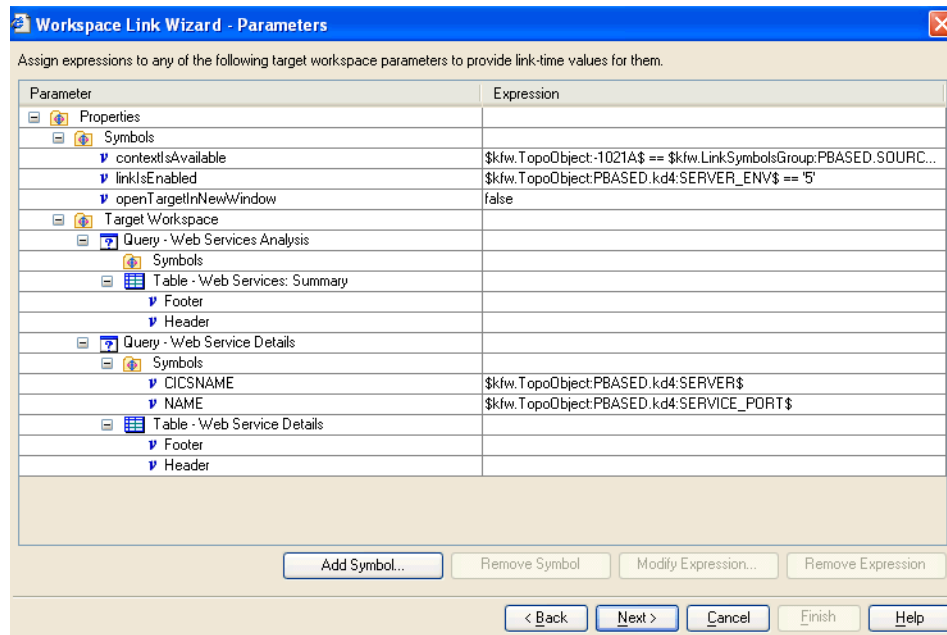 Workspace Link Wizard - Parameters
Assign expressions to any of the following target workspace parameters to provide link-time values for them.
Parameter Expression
Properties
Symbols
contextIsAvailable $kfw.TopoObject:-1021A$ == $kfw.LinkSymbolsGroup:PBASED.SOURC...
linkIsEnabled $kfw.TopoObject:PBASED.kd4:SERVER_ENV$ == '5'
openTargetInNewWindow false
Target Workspace
Query - Web Services Analysis
Symbols
Table - Web Services: Summary
Footer
Header
Query - Web Service Details
Symbols
CICSNAME $kfw.TopoObject:PBASED.kd4:SERVER$
NAME $kfw.TopoObject:PBASED.kd4:SERVICE_PORT$
Table - Web Service Details
Footer
Header
Add Symbol... Remove Symbol Modify Expression... Remove Expression
< Back Next > Cancel Finish Help